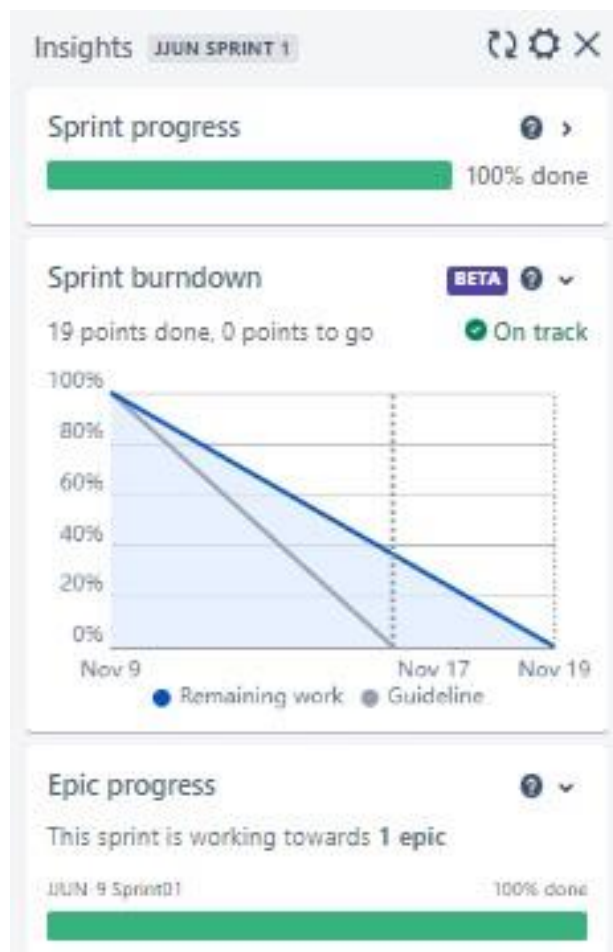 Insights JJUN SPRINT 1
Sprint progress
100% done
Sprint burndown BETA
19 points done, 0 points to go On track
100%
80%
60%
40%
20%
0%
Nov 9 Nov 17 Nov 19
Remaining work Guideline
Epic progress
This sprint is working towards 1 epic
JJUN-9 Sprint01 100% done